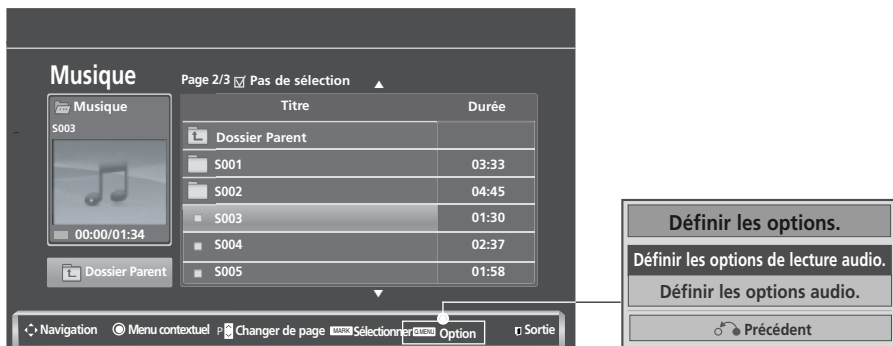 Musique
Page 2/3 Pas de sélection
Musique
S003
00:00/01:34
Dossier Parent
Titre Durée
Dossier Parent
S001 03:33
S002 04:45
S003 01:30
S004 02:37
S005 01:58
Navigation Menu contextuel P Changer de page MARK Sélectionner Q.MENU Option Sortie
Définir les options.
Définir les options de lecture audio.
Définir les options audio.
Précédent